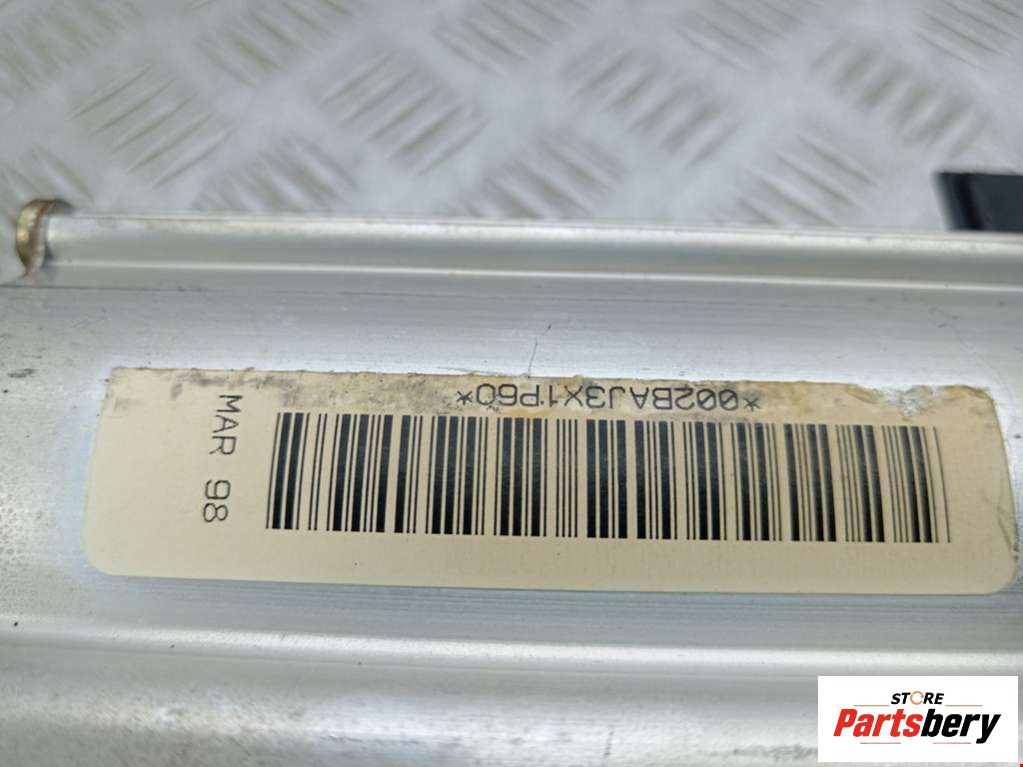 *002BAJ3X1P60*
MAR 98
STORE
Partsbery